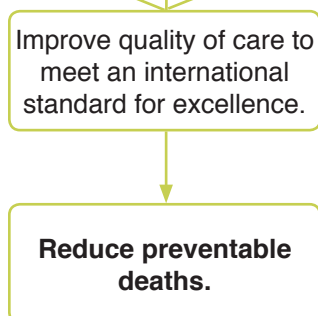 Improve quality of care to
meet an international
standard for excellence.
Reduce preventable
deaths.